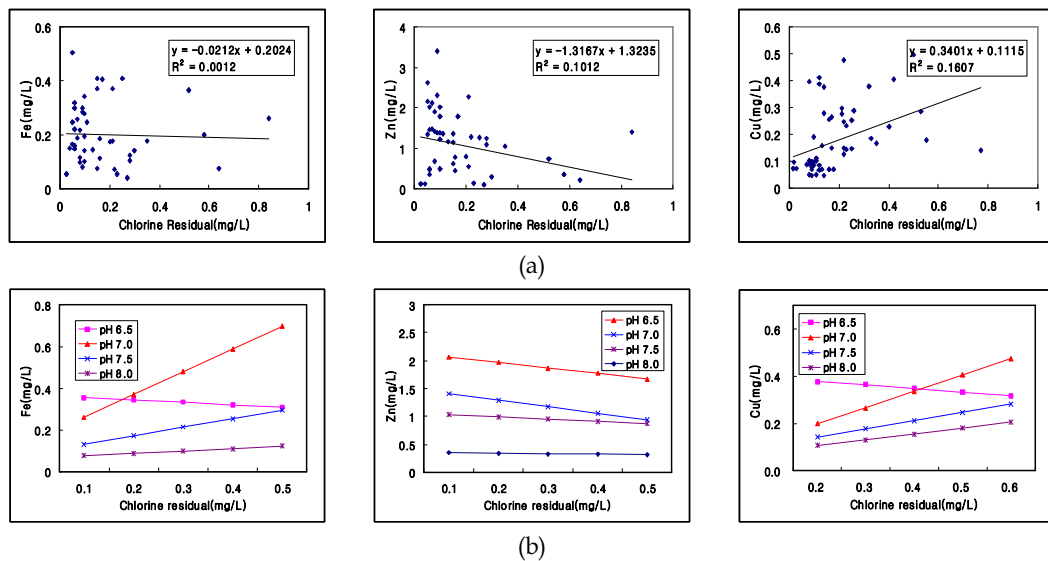 0.6
0.4
0.2
0
Fe(mg/L)
y = −0.0212x + 0.2024
R² = 0.0012
0 0.2 0.4 0.6 0.8 1
Chlorine Residual(mg/L)
4
3
2
1
0
Zn(mg/L)
y = −1.3167x + 1.3235
R² = 0.1012
0 0.2 0.4 0.6 0.8 1
Chlorine Residual(mg/L)
0.6
0.5
0.4
0.3
0.2
0.1
0
Cu(mg/L)
y = 0.3401x + 0.1115
R² = 0.1607
0 0.2 0.4 0.6 0.8 1
Chlorine residual(mg/L)
(a)
0.8
0.6
0.4
0.2
0
Fe(mg/L)
pH 6.5
pH 7.0
pH 7.5
pH 8.0
0.1 0.2 0.3 0.4 0.5
Chlorine residual(mg/L)
3
2.5
2
1.5
1
0.5
0
Zn(mg/L)
pH 6.5
pH 7.0
pH 7.5
pH 8.0
0.1 0.2 0.3 0.4 0.5
Chlorine residual(mg/L)
0.6
0.4
0.2
0.0
Cu(mg/L)
pH 6.5
pH 7.0
pH 7.5
pH 8.0
0.2 0.3 0.4 0.5 0.6
Chlorine residual(mg/L)
(b)